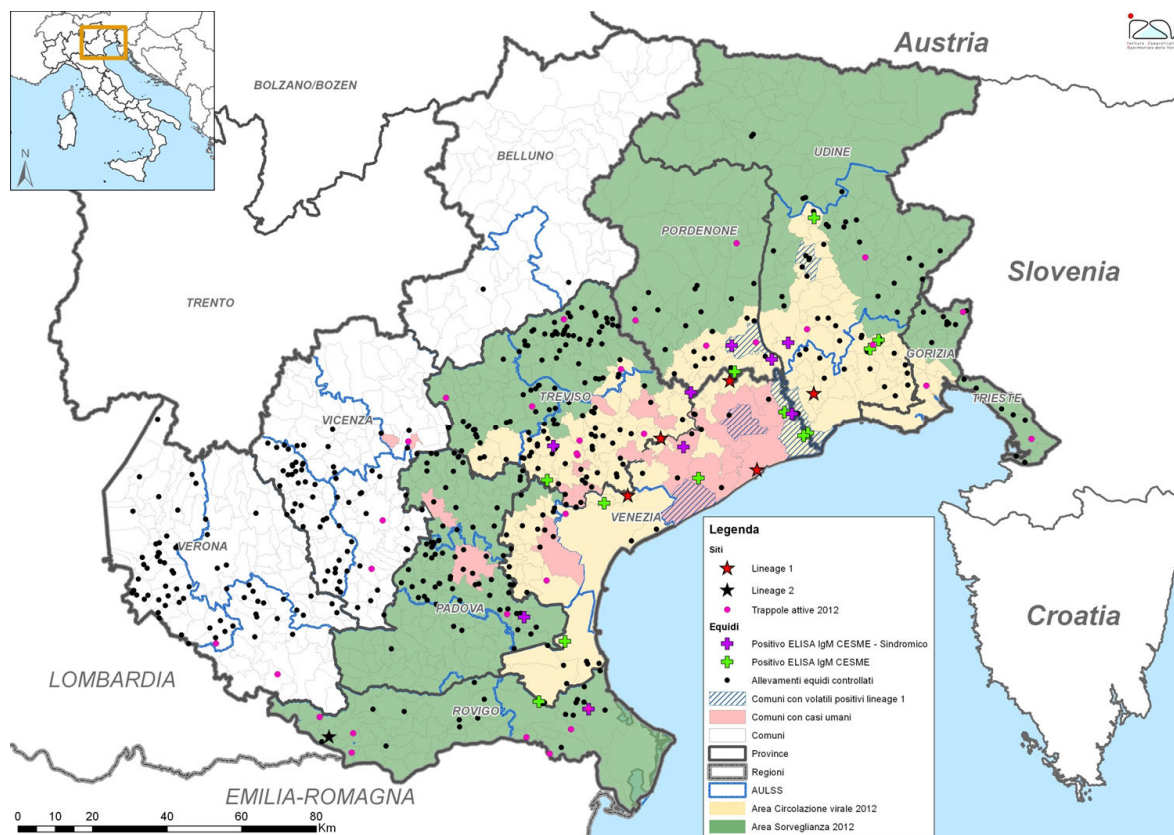 Austria
BOLZANO/BOZEN
BELLUNO
UDINE
PORDENONE
Slovenia
TRENTO
GORIZIA
TREVISO
TRIESTE
VICENZA
VENEZIA
VERONA
PADOVA
LOMBARDIA
ROVIGO
Croatia
EMILIA-ROMAGNA
N
0 10 20 40 60 80
Km
Legenda
Siti
Lineage 1
Lineage 2
Trappole attive 2012
Equidi
Positivo ELISA IgM CESME - Sindromico
Positivo ELISA IgM CESME
Allevamenti equidi controllati
Comuni con volatili positivi lineage 1
Comuni con casi umani
Comuni
Province
Regioni
AULSS
Area Circolazione virale 2012
Area Sorveglianza 2012